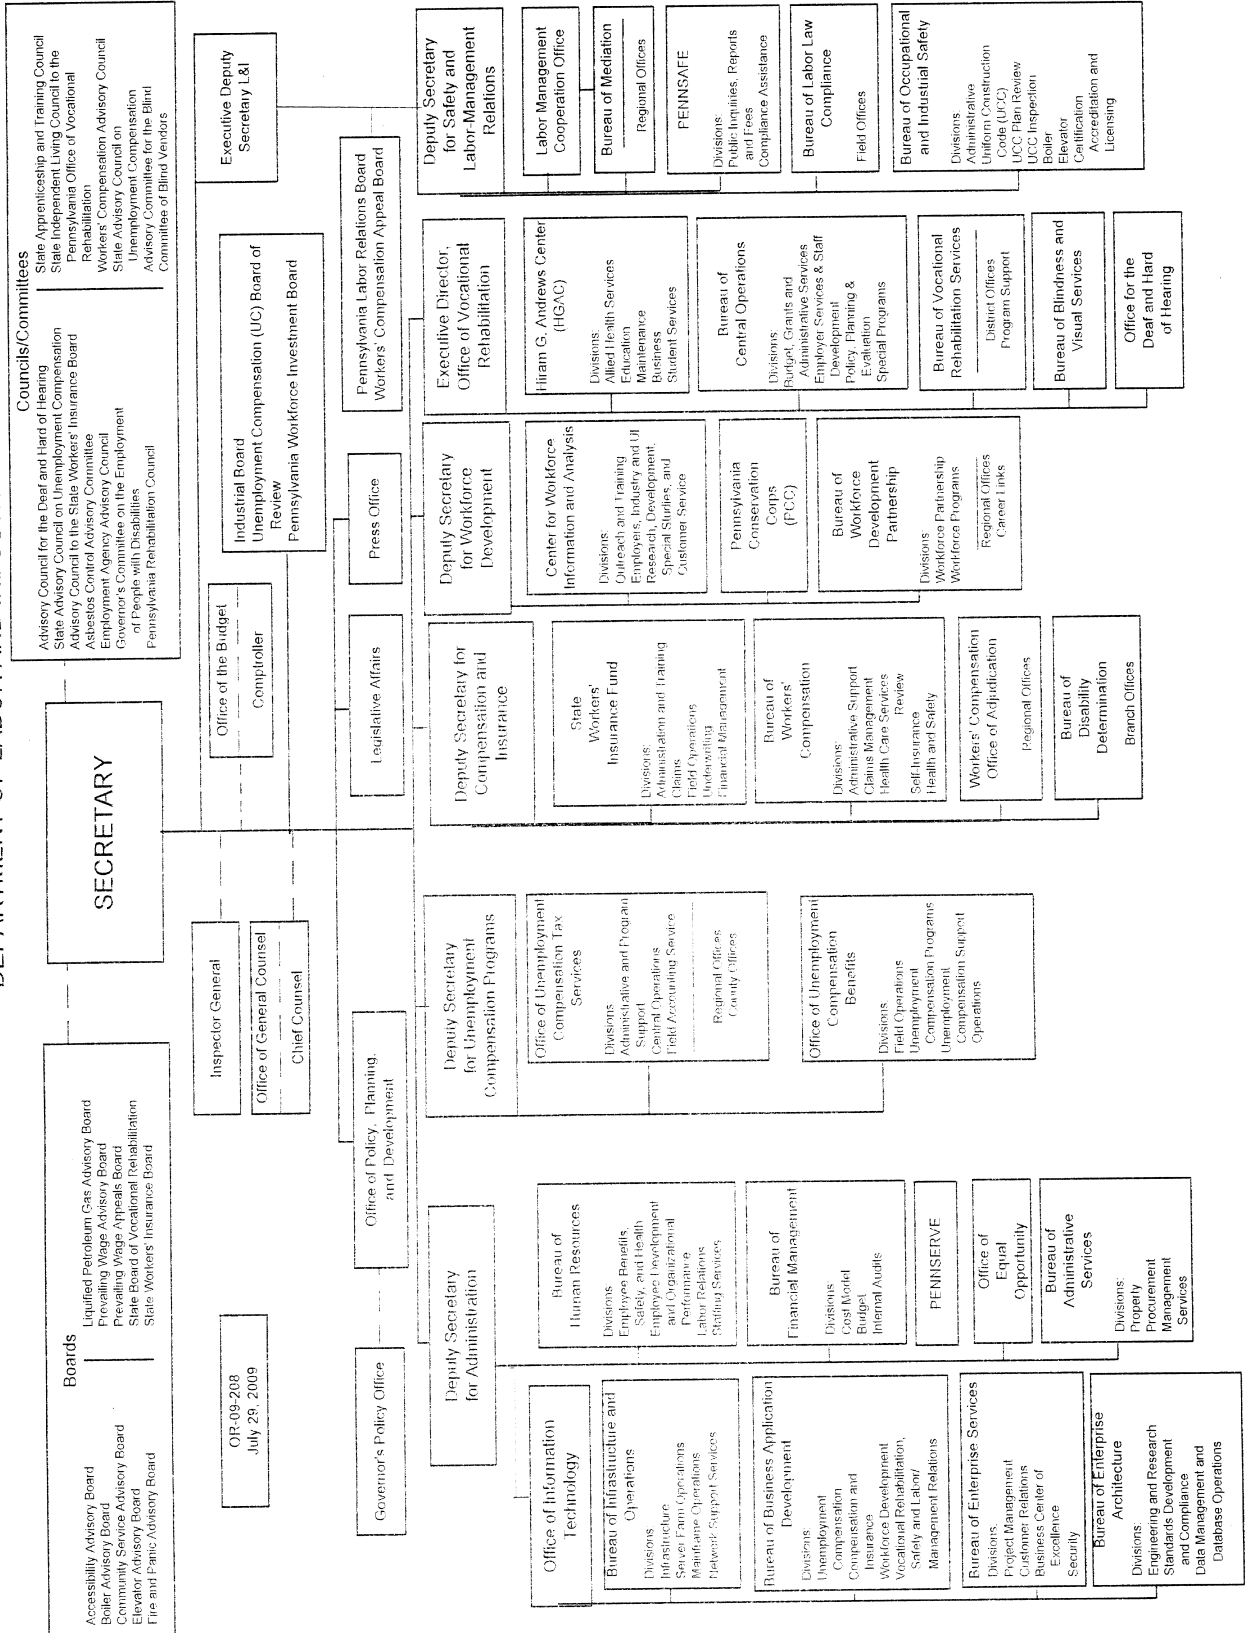 Boards
Accessibility Advisory Board
Boiler Advisory Board
Community Service Advisory Board
Elevator Advisory Board
Fire and Panic Advisory Board
Liquified Petroleum Gas Advisory Board
Prevailing Wage Advisory Board
Prevailing Wage Appeals Board
State Board of Vocational Rehabilitation
State Workers' Insurance Board
SECRETARY
Councils/Committees
Advisory Council for the Deaf and Hard of Hearing
State Advisory Council on Unemployment Compensation
Advisory Council to the State Workers' Insurance Board
Asbestos Control Advisory Committee
Employment Agency Advisory Council
Governor's Committee on the Employment
of People with Disabilities
Pennsylvania Rehabilitation Council
State Apprenticeship and Training Council
State Independent Living Council to the
Pennsylvania Office of Vocational
Rehabilitation
Workers' Compensation Advisory Council
State Advisory Council on
Unemployment Compensation
Advisory Committee for the Blind
Committee of Blind Vendors
OR-09-208
July 29, 2009
Inspector General
Office of General Counsel
Chief Counsel
Office of the Budget
Comptroller
Industrial Board
Unemployment Compensation (UC) Board of
Review
Pennsylvania Workforce Investment Board
Executive Deputy
Secretary L&I
Governor's Policy Office
Office of Policy, Planning,
and Development
Legislative Affairs
Press Office
Pennsylvania Labor Relations Board
Workers' Compensation Appeal Board
Deputy Secretary
for Administration
Office of Information
Technology
Bureau of Infrastructure and
Operations
Divisions
Infrastructure
Server Farm Operations
Mainframe Operations
Network Support Services
Bureau of Business Application
Development
Divisions:
Unemployment
Compensation
Compensation and
Insurance
Workforce Development
Vocational Rehabilitation,
Safety and Labor/
Management Relations
Bureau of Enterprise Services
Divisions:
Project Management
Customer Relations
Business Center of
Excellence
Security
Bureau of Enterprise
Architecture
Divisions:
Engineering and Research
Standards Development
and Compliance
Data Management and
Database Operations
Bureau of
Human Resources
Divisions
Employee Benefits,
Safety, and Health
Employee Development
and Organizational
Performance
Labor Relations
Staffing Services
Bureau of
Financial Management
Divisions
Cost Model
Budget
Internal Audits
PENNSERVE
Office of
Equal
Opportunity
Bureau of
Administrative
Services
Divisions:
Property
Procurement
Management
Services
Deputy Secretary
for Unemployment
Compensation Programs
Office of Unemployment
Compensation Tax
Services
Divisions
Administrative and Program
Support
Central Operations
Field Accounting Service
Regional Offices
County Offices
Office of Unemployment
Compensation
Benefits
Divisions:
Field Operations
Unemployment
Compensation Programs
Unemployment
Compensation Support
Operations
Deputy Secretary for
Compensation and
Insurance
State
Workers'
Insurance Fund
Divisions:
Administration and Training
Claims
Field Operations
Underwriting
Financial Management
Bureau of
Workers'
Compensation
Divisions:
Administrative Support
Claims Management
Health Care Services
Review
Self-Insurance
Health and Safety
Workers' Compensation
Office of Adjudication
Regional Offices
Bureau of
Disability
Determination
Branch Offices
Deputy Secretary
for Workforce
Development
Center for Workforce
Information and Analysis
Divisions:
Outreach and Training
Employers, Industry and UI
Research, Development,
Special Studies, and
Customer Service
Pennsylvania
Conservation
Corps
(PCC)
Bureau of
Workforce
Development
Partnership
Divisions
Workforce Partnership
Workforce Programs
Regional Offices
Career Links
Executive Director,
Office of Vocational
Rehabilitation
Hiram G. Andrews Center
(HGAC)
Divisions:
Allied Health Services
Education
Maintenance
Business
Student Services
Bureau of
Central Operations
Divisions:
Budget, Grants and
Administrative Services
Employer Services & Staff
Development
Policy, Planning &
Evaluation
Special Programs
Bureau of Vocational
Rehabilitation Services
District Offices
Program Support
Bureau of Blindness and
Visual Services
Office for the
Deaf and Hard
of Hearing
Deputy Secretary
for Safety and
Labor-Management
Relations
Labor Management
Cooperation Office
Bureau of Mediation
Regional Offices
PENNSAFE
Divisions:
Public Inquiries, Reports
and Fees
Compliance Assistance
Bureau of Labor Law
Compliance
Field Offices
Bureau of Occupational
and Industrial Safety
Divisions:
Administrative
Uniform Construction
Code (UCC)
UCC Plan Review
UCC Inspection
Boiler
Elevator
Certification
Accreditation and
Licensing